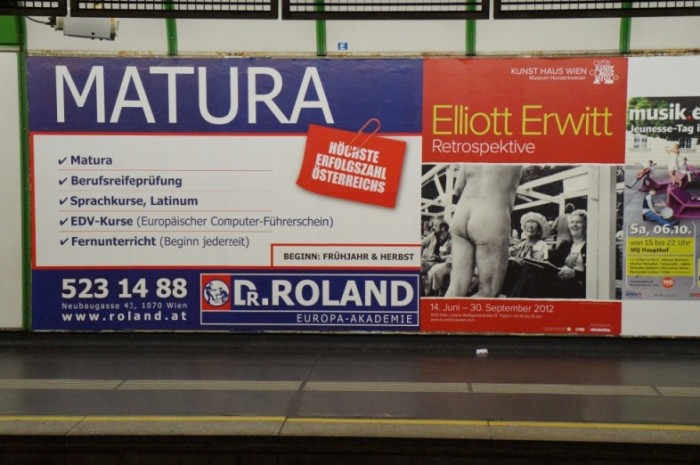 MATURA
✔ Matura
✔ Berufsreifeprüfung
✔ Sprachkurse, Latinum
✔ EDV-Kurse (Europäischer Computer-Führerschein)
✔ Fernunterricht (Beginn jederzeit)
HÖCHSTE
ERFOLGSZAHL
ÖSTERREICHS
BEGINN: FRÜHJAHR & HERBST
523 14 88
Neubaugasse 43, 1070 Wien
www.roland.at
DR.ROLAND
EUROPA-AKADEMIE
E
KUNST HAUS WIEN
Museum Hundertwasser
Elliott Erwitt
Retrospektive
14. Juni – 30. September 2012
musik.e
Jeunesse-Tag
Sa, 06.10.
von 15 bis 22 Uhr
MQ Haupthof